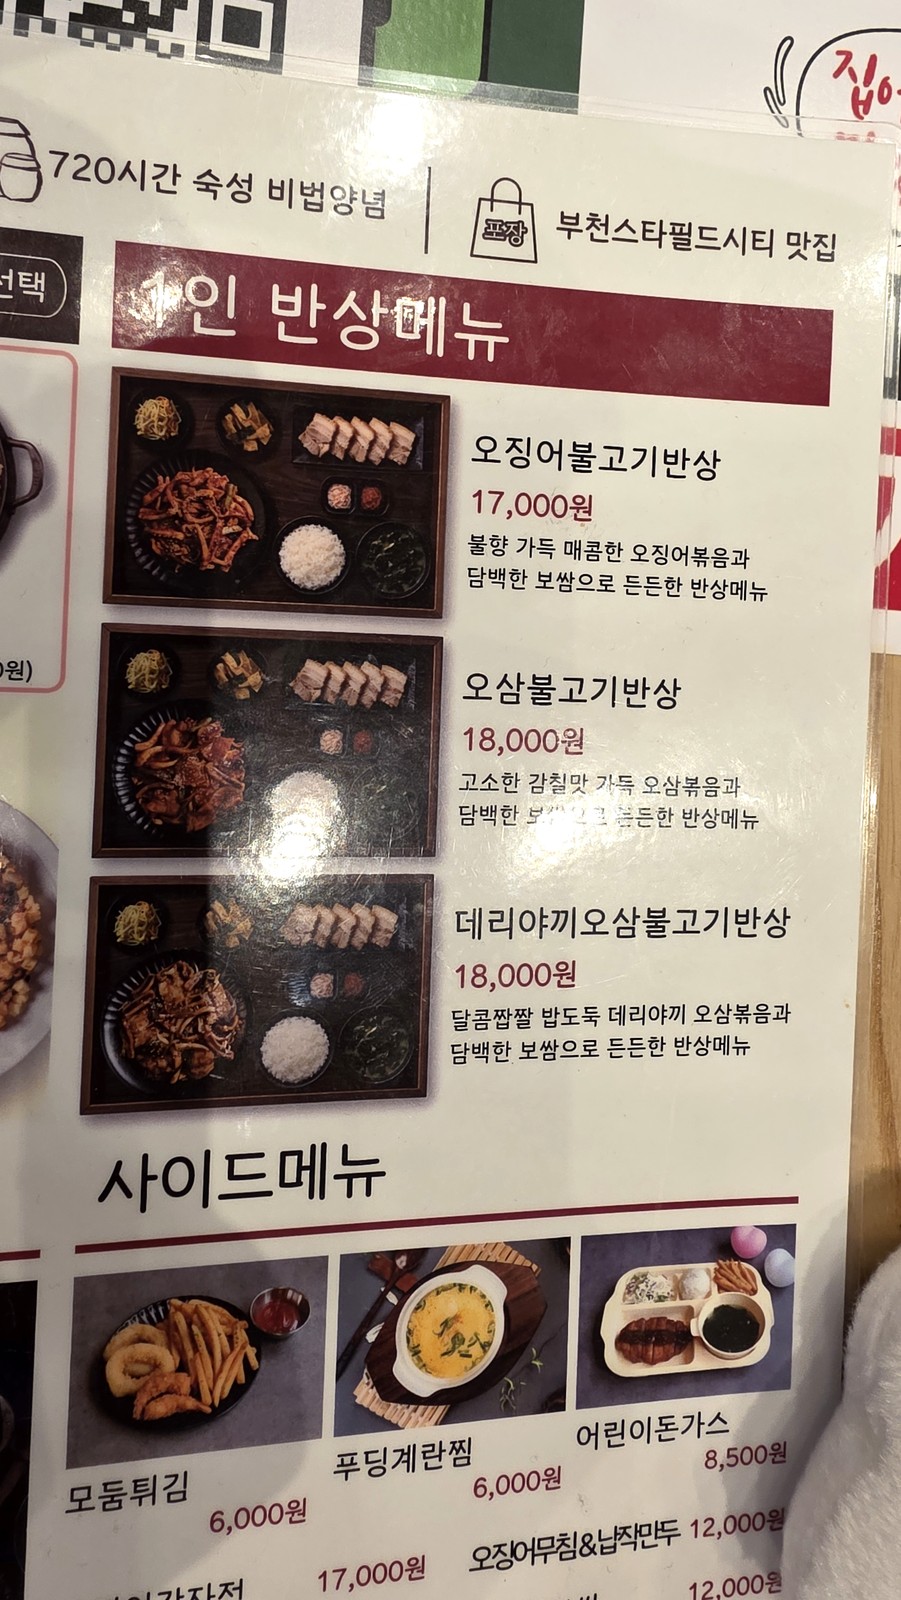 720시간 숙성 비법양념
포장
부천스타필드시티 맛집
선택
1인 반상메뉴
오징어불고기반상
17,000원
불향 가득 매콤한 오징어볶음과
담백한 보쌈으로 든든한 반상메뉴
오삼불고기반상
18,000원
고소한 감칠맛 가득 오삼볶음과
담백한 보쌈으로 든든한 반상메뉴
데리야끼오삼불고기반상
18,000원
달콤짭짤 밥도둑 데리야끼 오삼볶음과
담백한 보쌈으로 든든한 반상메뉴
사이드메뉴
모둠튀김
6,000원
푸딩계란찜
6,000원
어린이돈가스
8,500원
17,000원
오징어무침&납작만두 12,000원
12,000원